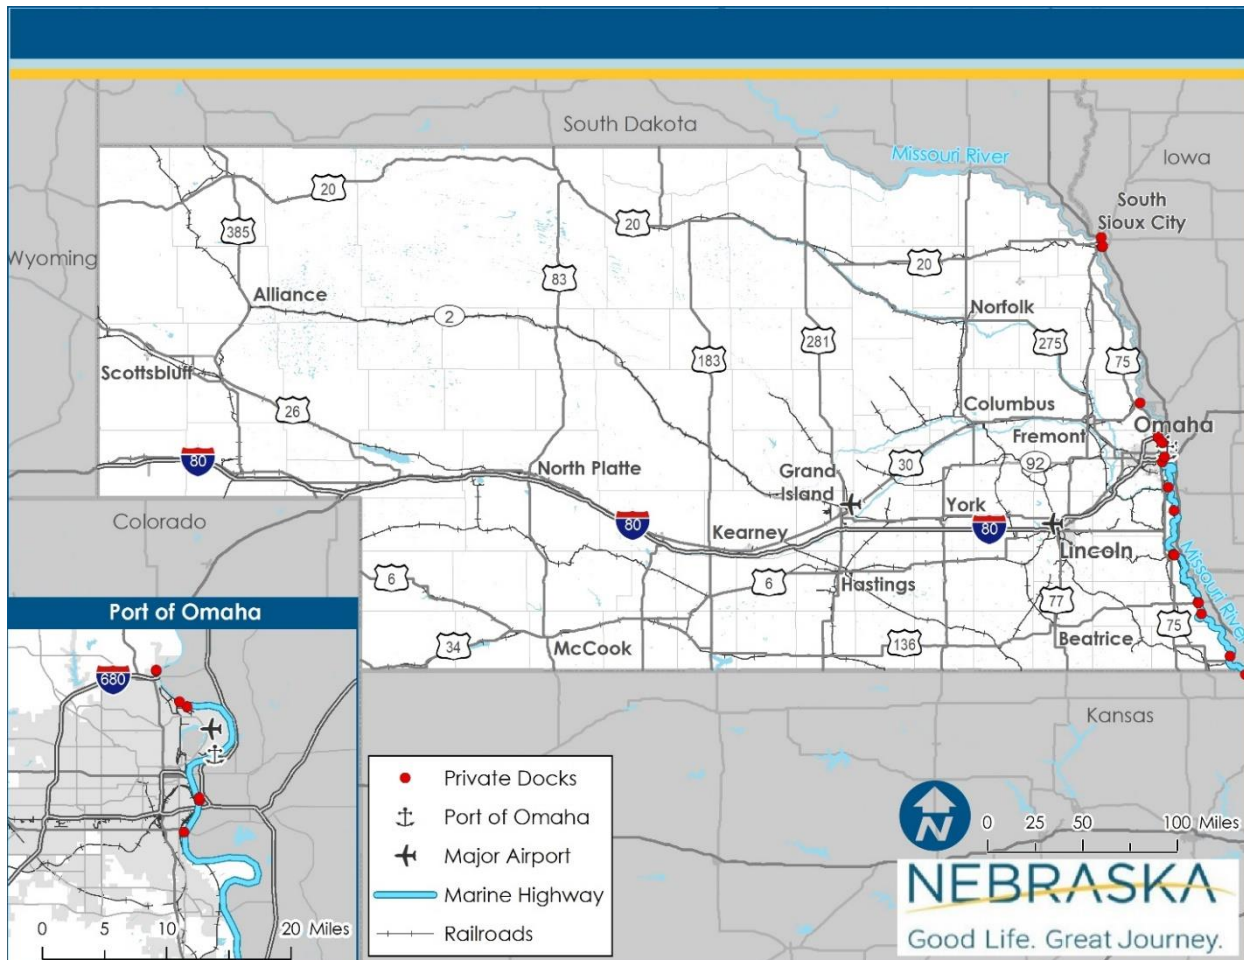 South Dakota
Missouri River
Iowa
South
Sioux City
20
20
385
Wyoming
83
20
Alliance
2
Norfolk
281
275
183
75
Scottsbluff
26
Columbus
Omaha
Fremont
80
North Platte
Grand
Island
30
92
York
Colorado
80
Kearney
80
Lincoln
Missouri River
6
6
Hastings
77
75
34
McCook
136
Beatrice
Kansas
Port of Omaha
680
0 5 10 20 Miles
Private Docks
Port of Omaha
Major Airport
Marine Highway
Railroads
N
0 25 50 100 Miles
NEBRASKA
Good Life. Great Journey.